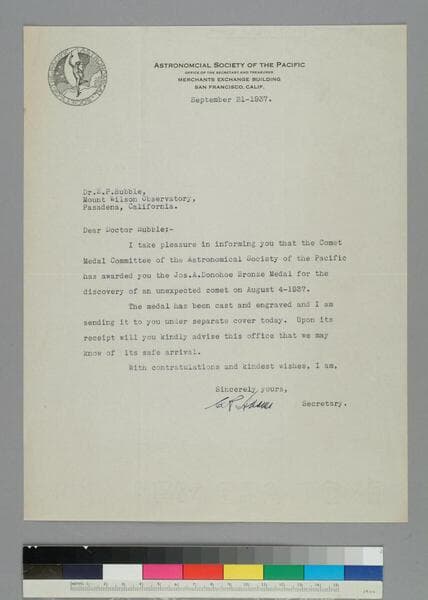 ASTRONOMCIAL SOCIETY OF THE PACIFIC
OFFICE OF THE SECRETARY AND TREASURER
MERCHANTS EXCHANGE BUILDING
SAN FRANCISCO, CALIF.
September 21-1937.
Dr.E.P.Hubble,
Mount Wilson Observatory,
Pasadena, California.
Dear Doctor Hubble:-
I take pleasure in informing you that the Comet
Medal Committee of the Astronomical Society of the Pacific
has awarded you the Jos.A.Donohoe Bronze Medal for the
discovery of an unexpected comet on August 4-1937.
The medal has been cast and engraved and I am
sending it to you under separate cover today. Upon its
receipt will you kindly advise this office that we may
know of its safe arrival.
With contratulations and kindest wishes, I am,
Sincerely yours,
C R Adams
Secretary.